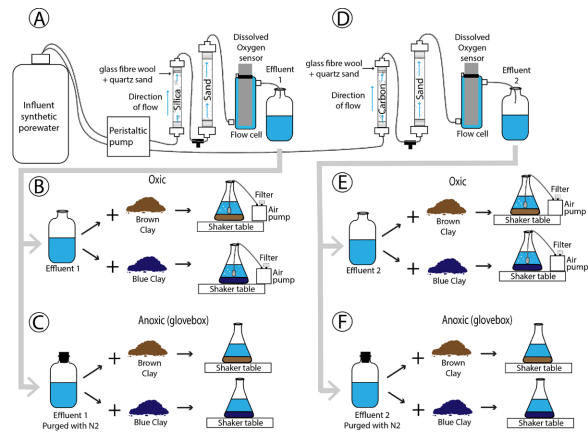 A
Influent
synthetic
porewater
Peristaltic
pump
glass fibre wool
+ quartz sand
Direction
of flow
Silica
Sand
Dissolved
Oxygen
sensor
Flow cell
Effluent
1
D
glass fibre wool
+ quartz sand
Direction
of flow
Carbon
Sand
Dissolved
Oxygen
sensor
Flow cell
Effluent
2
B
Oxic
Effluent 1
+
Brown
Clay
Shaker table
Filter
Air
pump
+
Blue Clay
Shaker table
Filter
Air
pump
E
Oxic
Effluent 2
+
Brown
Clay
Shaker table
Filter
Air
pump
+
Blue Clay
Shaker table
Filter
Air
pump
C
Anoxic (glovebox)
Effluent 1
Purged with N2
+
Brown
Clay
Shaker table
+
Blue Clay
Shaker table
F
Anoxic (glovebox)
Effluent 2
Purged with N2
+
Brown
Clay
Shaker table
+
Blue Clay
Shaker table